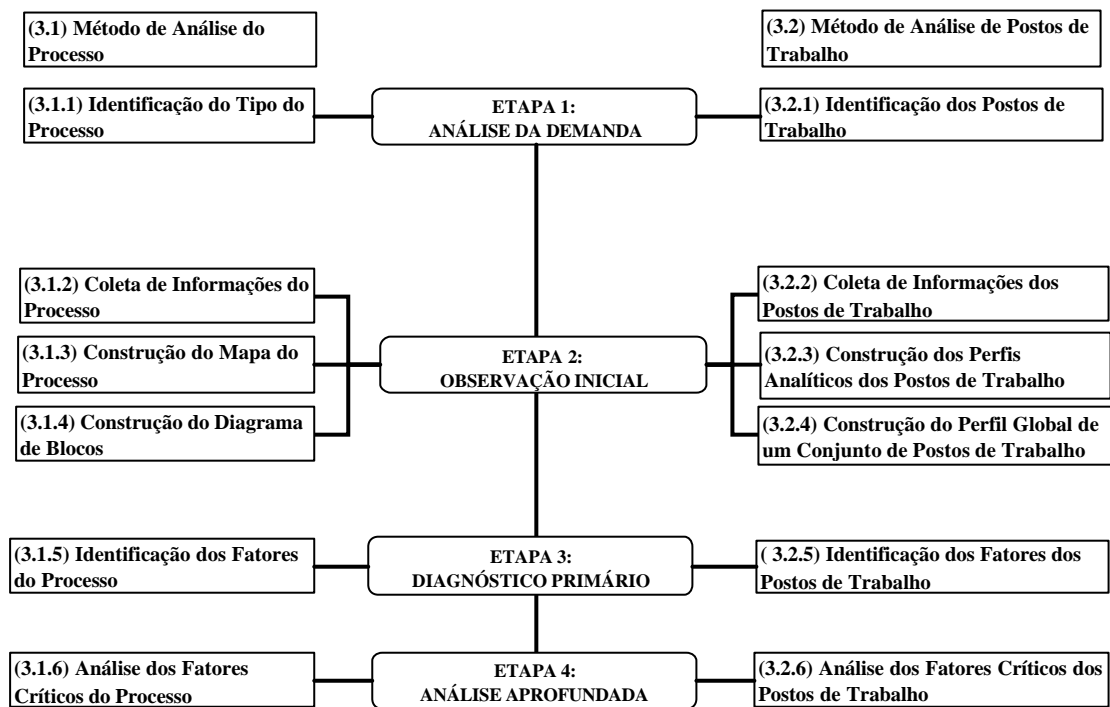 (3.1) Método de Análise do
Processo
(3.2) Método de Análise de Postos de
Trabalho
(3.1.1) Identificação do Tipo do
Processo
ETAPA 1:
ANÁLISE DA DEMANDA
(3.2.1) Identificação dos Postos de
Trabalho
(3.1.2) Coleta de Informações do
Processo
(3.1.3) Construção do Mapa do
Processo
(3.1.4) Construção do Diagrama
de Blocos
ETAPA 2:
OBSERVAÇÃO INICIAL
(3.2.2) Coleta de Informações dos
Postos de Trabalho
(3.2.3) Construção dos Perfis
Analíticos dos Postos de Trabalho
(3.2.4) Construção do Perfil Global de
um Conjunto de Postos de Trabalho
(3.1.5) Identificação dos Fatores
do Processo
ETAPA 3:
DIAGNÓSTICO PRIMÁRIO
( 3.2.5) Identificação dos Fatores dos
Postos de Trabalho
(3.1.6) Análise dos Fatores
Críticos do Processo
ETAPA 4:
ANÁLISE APROFUNDADA
(3.2.6) Análise dos Fatores Críticos dos
Postos de Trabalho